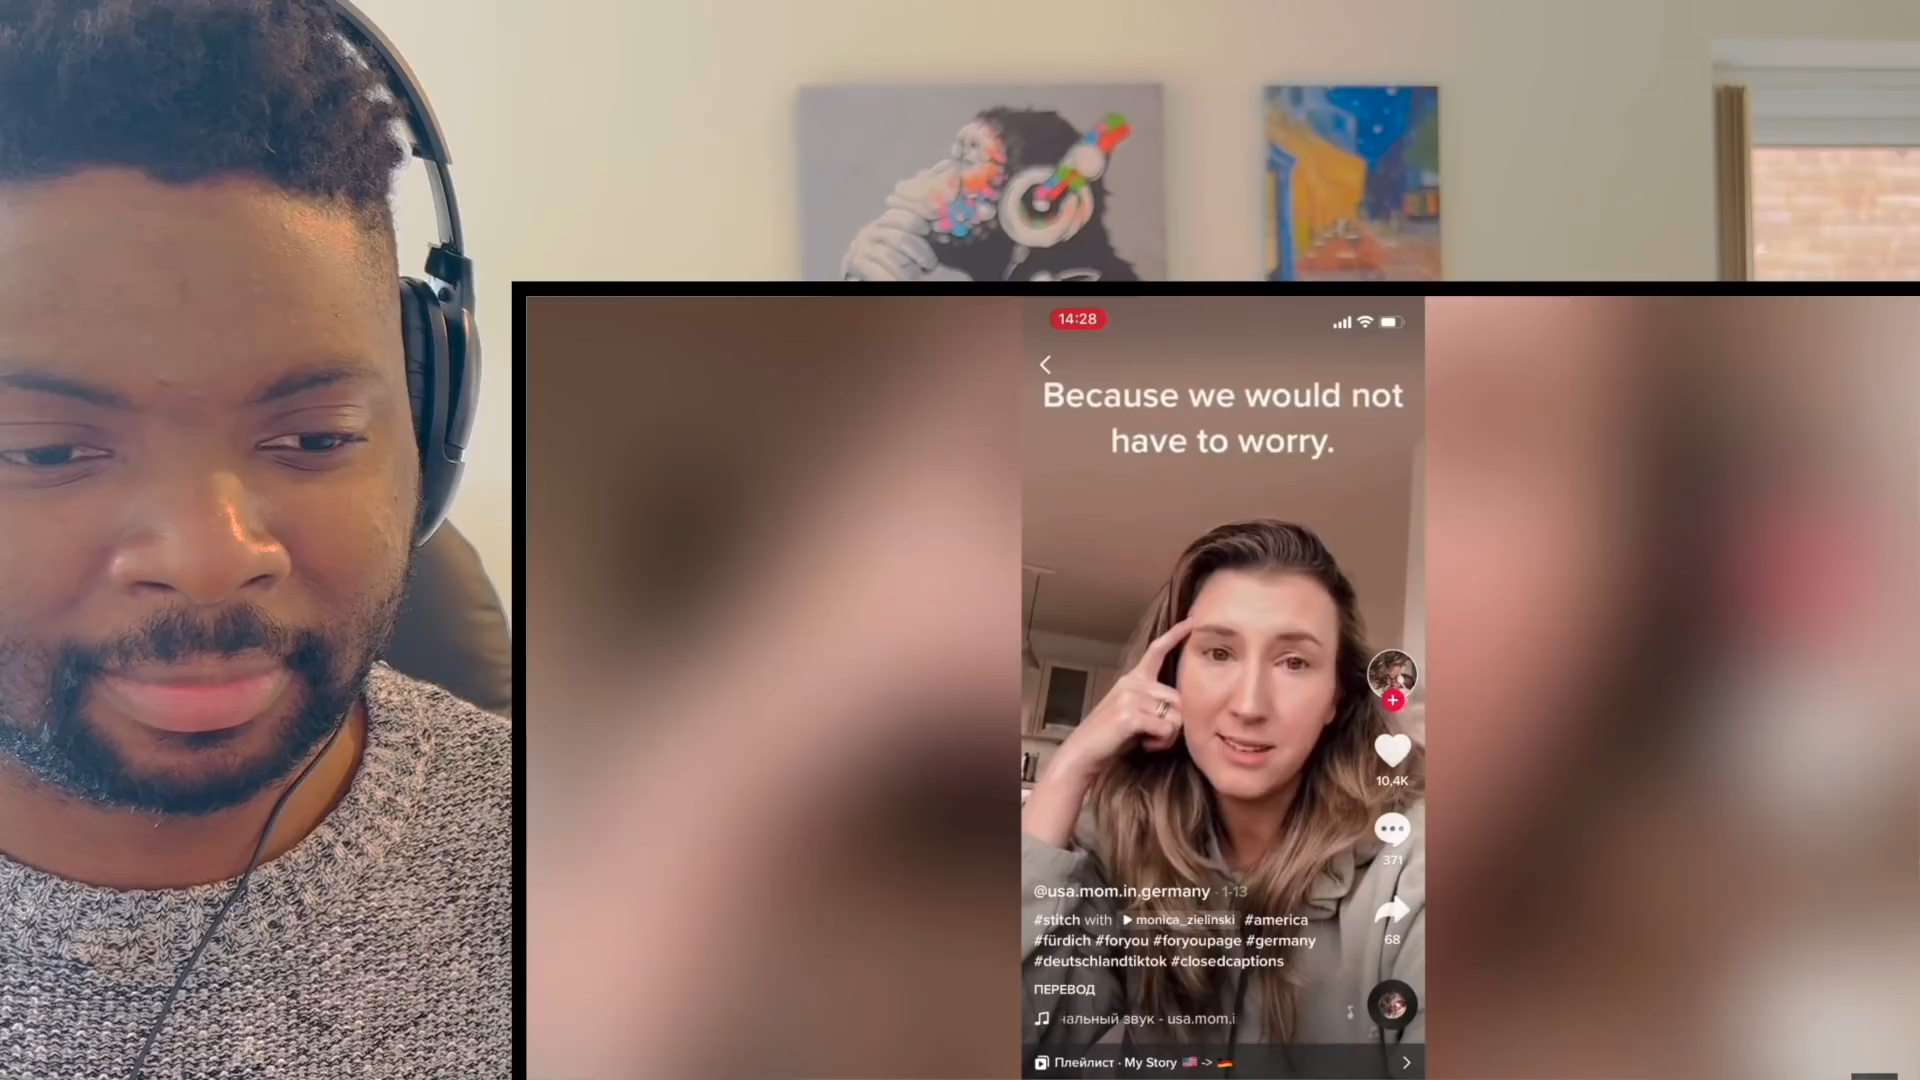 14:28
Because we would not
have to worry.
10,4K
371
@usa.mom.in.germany · 1-13
#stitch with ▶ monica_zielinski #america
68
#fürdich #foryou #foryoupage #germany
#deutschlandtiktok #closedcaptions
ПЕРЕВОД
нальный звук - usa.mom.i
Плейлист · My Story 🇺🇸 -> 🇩🇪